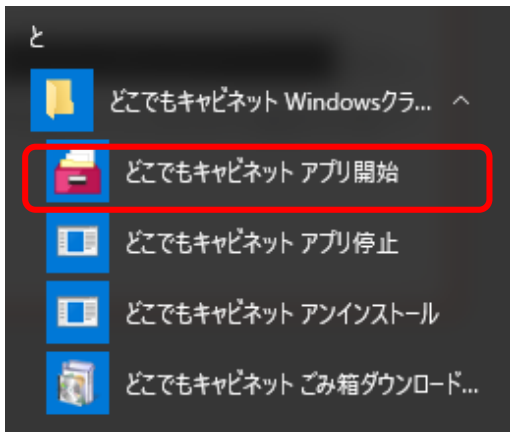 と
どこでもキャビネット Windowsクラ...
どこでもキャビネット アプリ開始
どこでもキャビネット アプリ停止
どこでもキャビネット アンインストール
どこでもキャビネット ごみ箱ダウンロード...